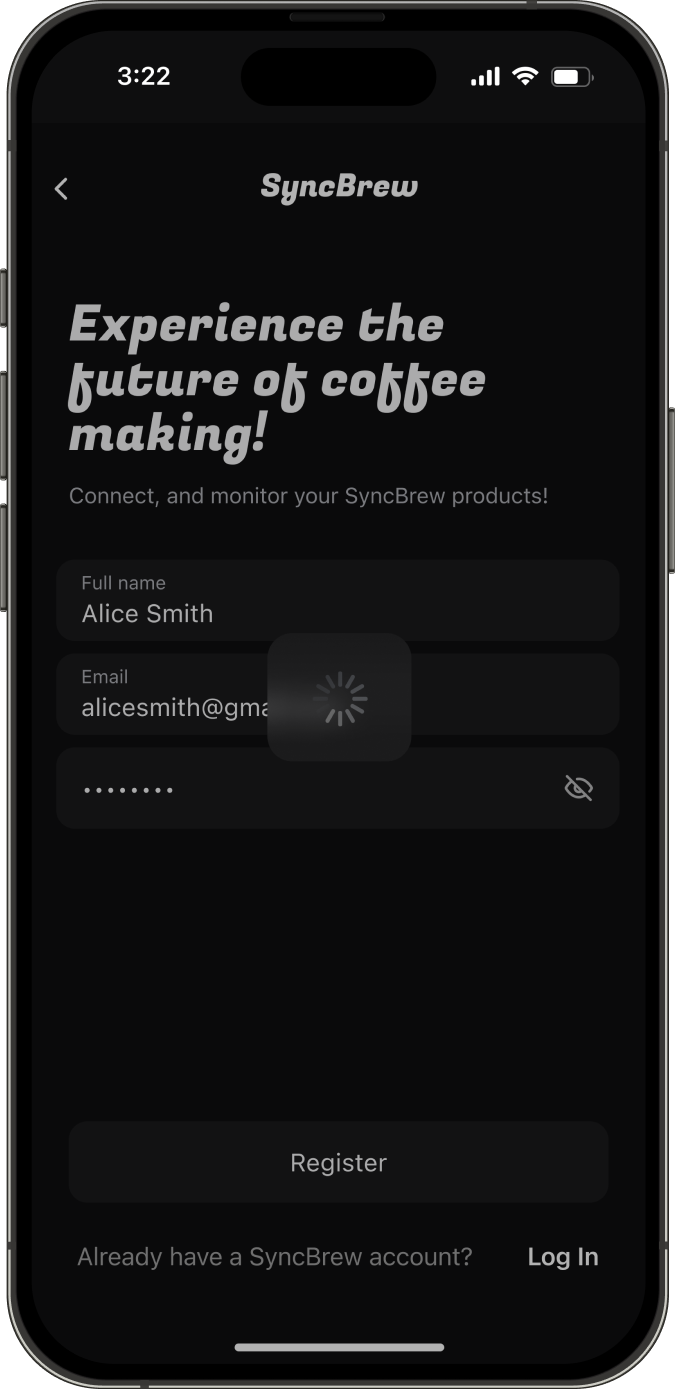 3:22
SyncBrew
Experience the
future of coffee
making!
Connect, and monitor your SyncBrew products!
Full name
Alice Smith
Email
alicesmith@gma
••••••••
Register
Already have a SyncBrew account? Log In